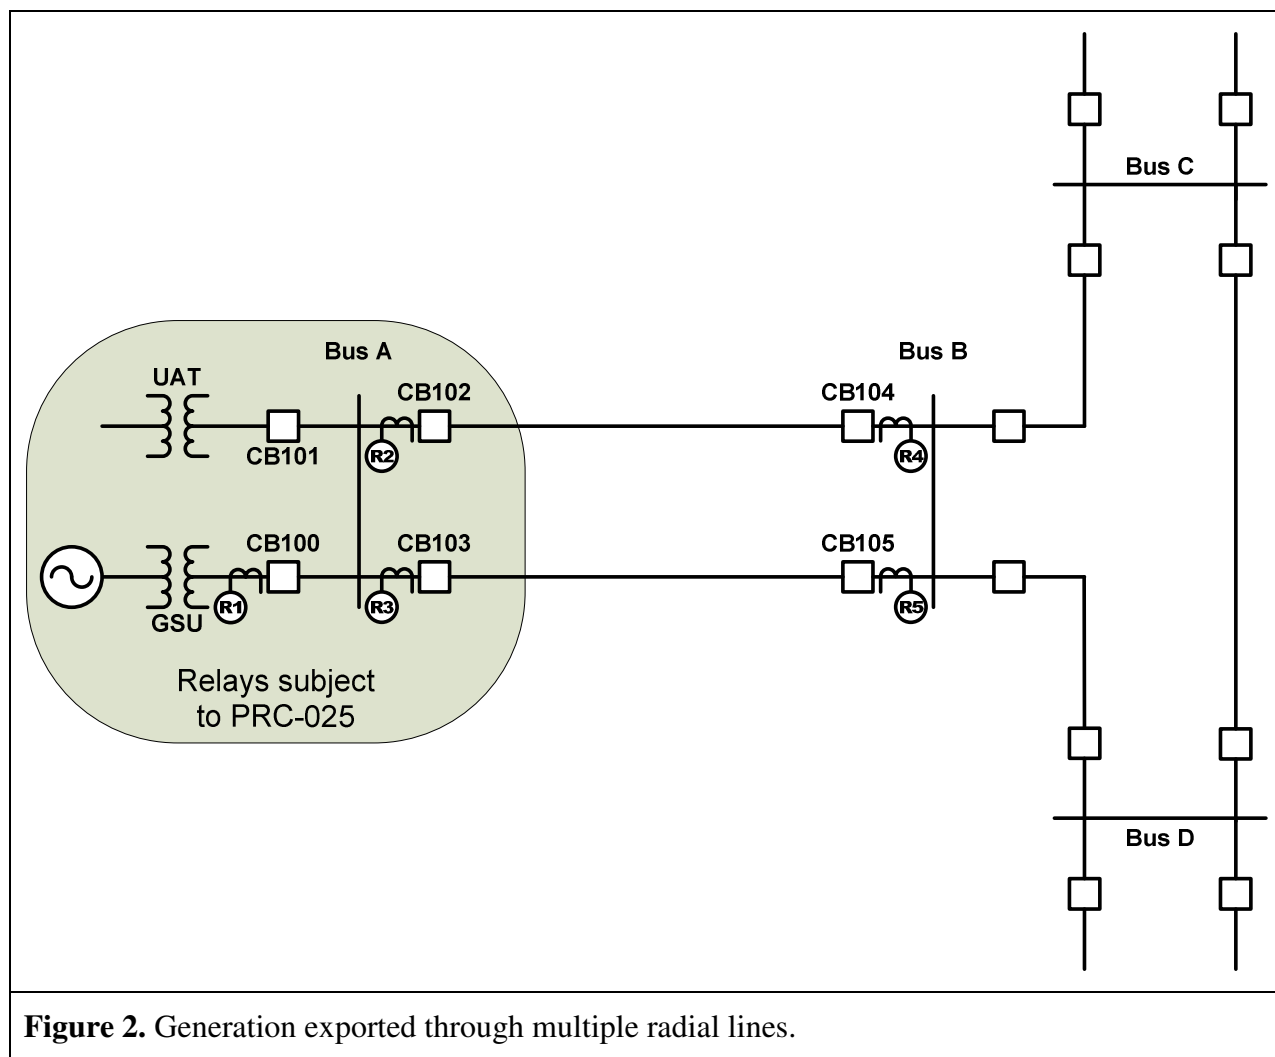 Bus C
Bus A
Bus B
UAT
CB102
CB104
CB101
R2
R4
CB100
CB103
CB105
R1
R3
R5
GSU
Relays subject
to PRC-025
Bus D
Figure 2. Generation exported through multiple radial lines.